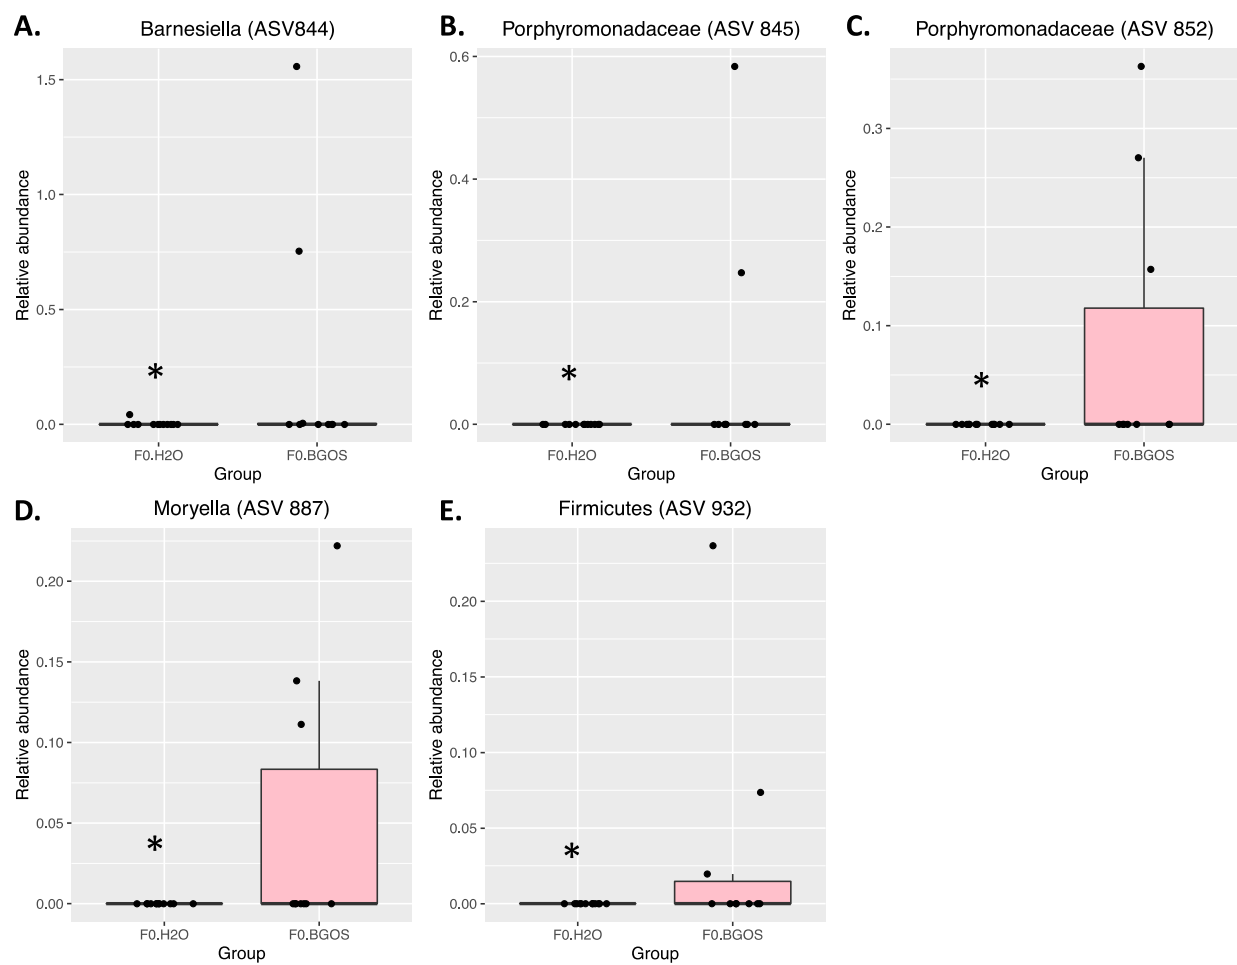 A.
Barnesiella (ASV844)
Relative abundance
1.5
1.0
0.5
0.0
*
F0.H2O
F0.BGOS
Group
B.
Porphyromonadaceae (ASV 845)
Relative abundance
0.6
0.4
0.2
0.0
*
F0.H2O
F0.BGOS
Group
C.
Porphyromonadaceae (ASV 852)
Relative abundance
0.3
0.2
0.1
0.0
*
F0.H2O
F0.BGOS
Group
D.
Moryella (ASV 887)
Relative abundance
0.20
0.15
0.10
0.05
0.00
*
F0.H2O
F0.BGOS
Group
E.
Firmicutes (ASV 932)
Relative abundance
0.20
0.15
0.10
0.05
0.00
*
F0.H2O
F0.BGOS
Group